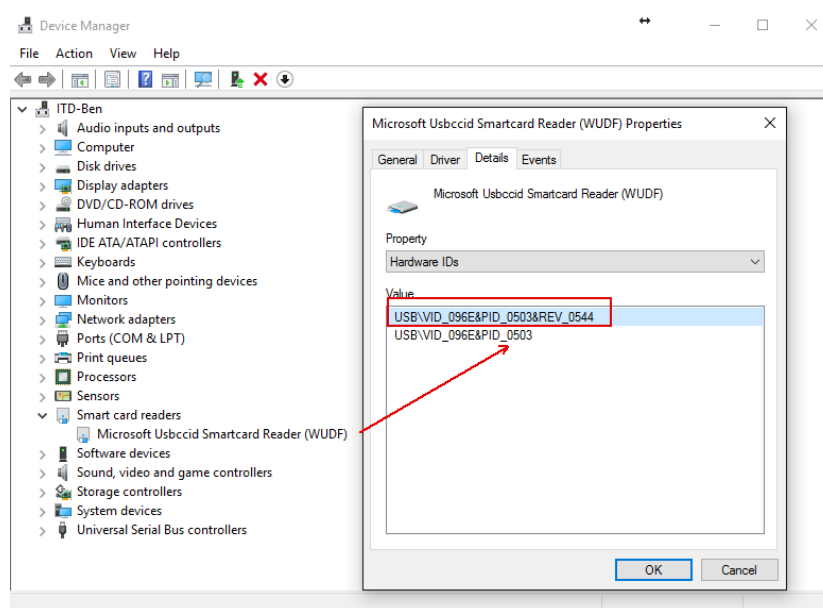 Device Manager
File Action View Help
ITD-Ben
Audio inputs and outputs
Computer
Disk drives
Display adapters
DVD/CD-ROM drives
Human Interface Devices
IDE ATA/ATAPI controllers
Keyboards
Mice and other pointing devices
Monitors
Network adapters
Ports (COM & LPT)
Print queues
Processors
Sensors
Smart card readers
Microsoft Usbccid Smartcard Reader (WUDF)
Software devices
Sound, video and game controllers
Storage controllers
System devices
Universal Serial Bus controllers
Microsoft Usbccid Smartcard Reader (WUDF) Properties
General Driver Details Events
Microsoft Usbccid Smartcard Reader (WUDF)
Property
Hardware IDs
Value
USB\VID_096E&PID_0503&REV_0544
USB\VID_096E&PID_0503
OK Cancel